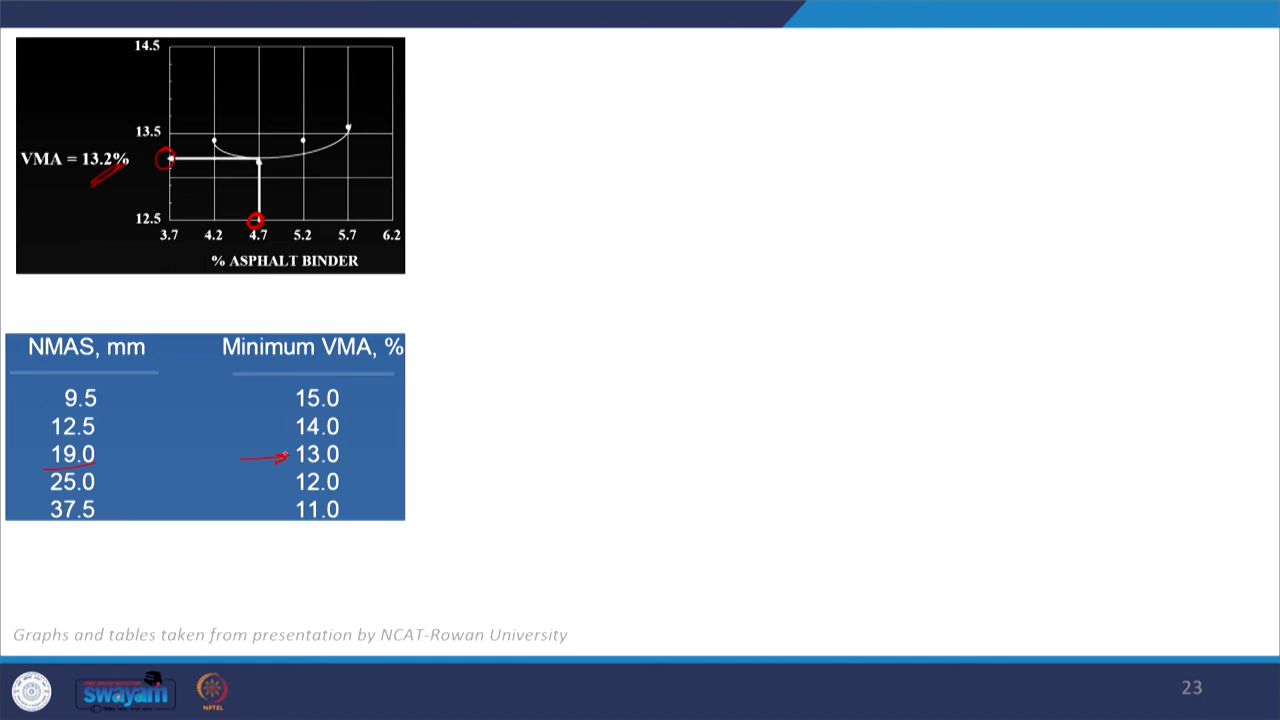 14.5
13.5
VMA = 13.2%
12.5
3.7 4.2 4.7 5.2 5.7 6.2
% ASPHALT BINDER
NMAS, mm Minimum VMA, %
9.5 15.0
12.5 14.0
19.0 13.0
25.0 12.0
37.5 11.0
Graphs and tables taken from presentation by NCAT-Rowan University
swayam
NPTEL
23